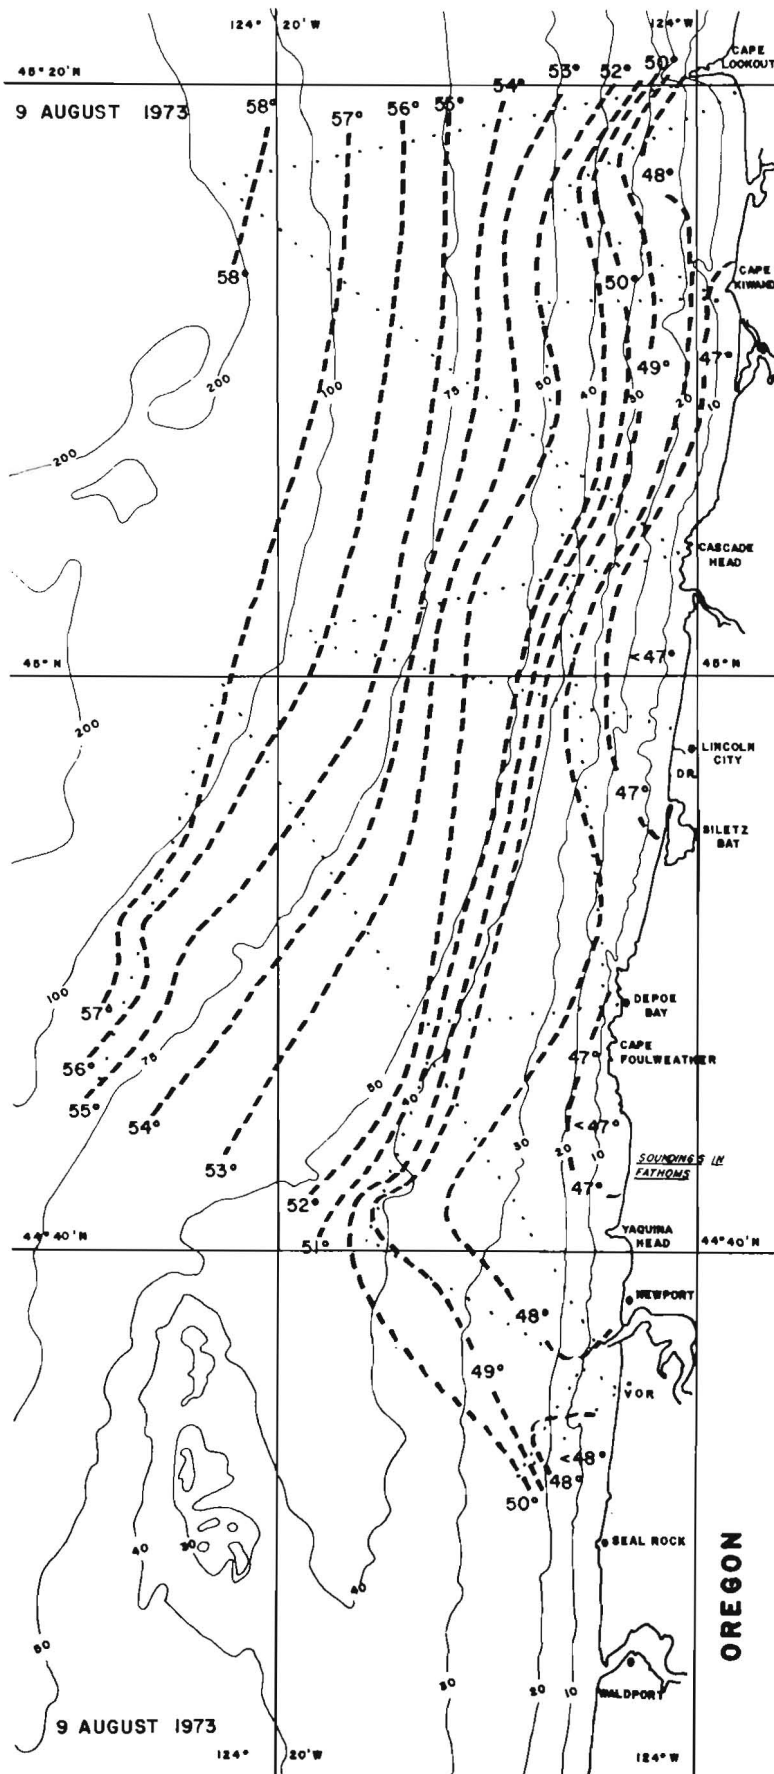 124° 20'W 124°W
CAPE
LOOKOUT
45°20'N
9 AUGUST 1973
58° 57° 56° 55° 54° 53° 52° 50°
48°
58°
50°
CAPE
KIWANDA
49°
47°
200
100
75
50
40
30
20
10
200
CASCADE
HEAD
<47°
45°N
200
LINCOLN
CITY
DR.
47°
SILETZ
BAY
100
57°
DEPOE
BAY
75
56°
47°
CAPE
FOULWEATHER
55°
50
40
54°
<47°
30
20
10
SOUNDINGS IN
FATHOMS
53°
47°
52°
51°
YAQUINA
HEAD
44°40'N
44°40'N
48°
NEWPORT
49°
VOR
<48°
48°
50°
40
30
SEAL ROCK
OREGON
50
40
30
20
10
WALDPORT
9 AUGUST 1973
124° 20'W
124°W